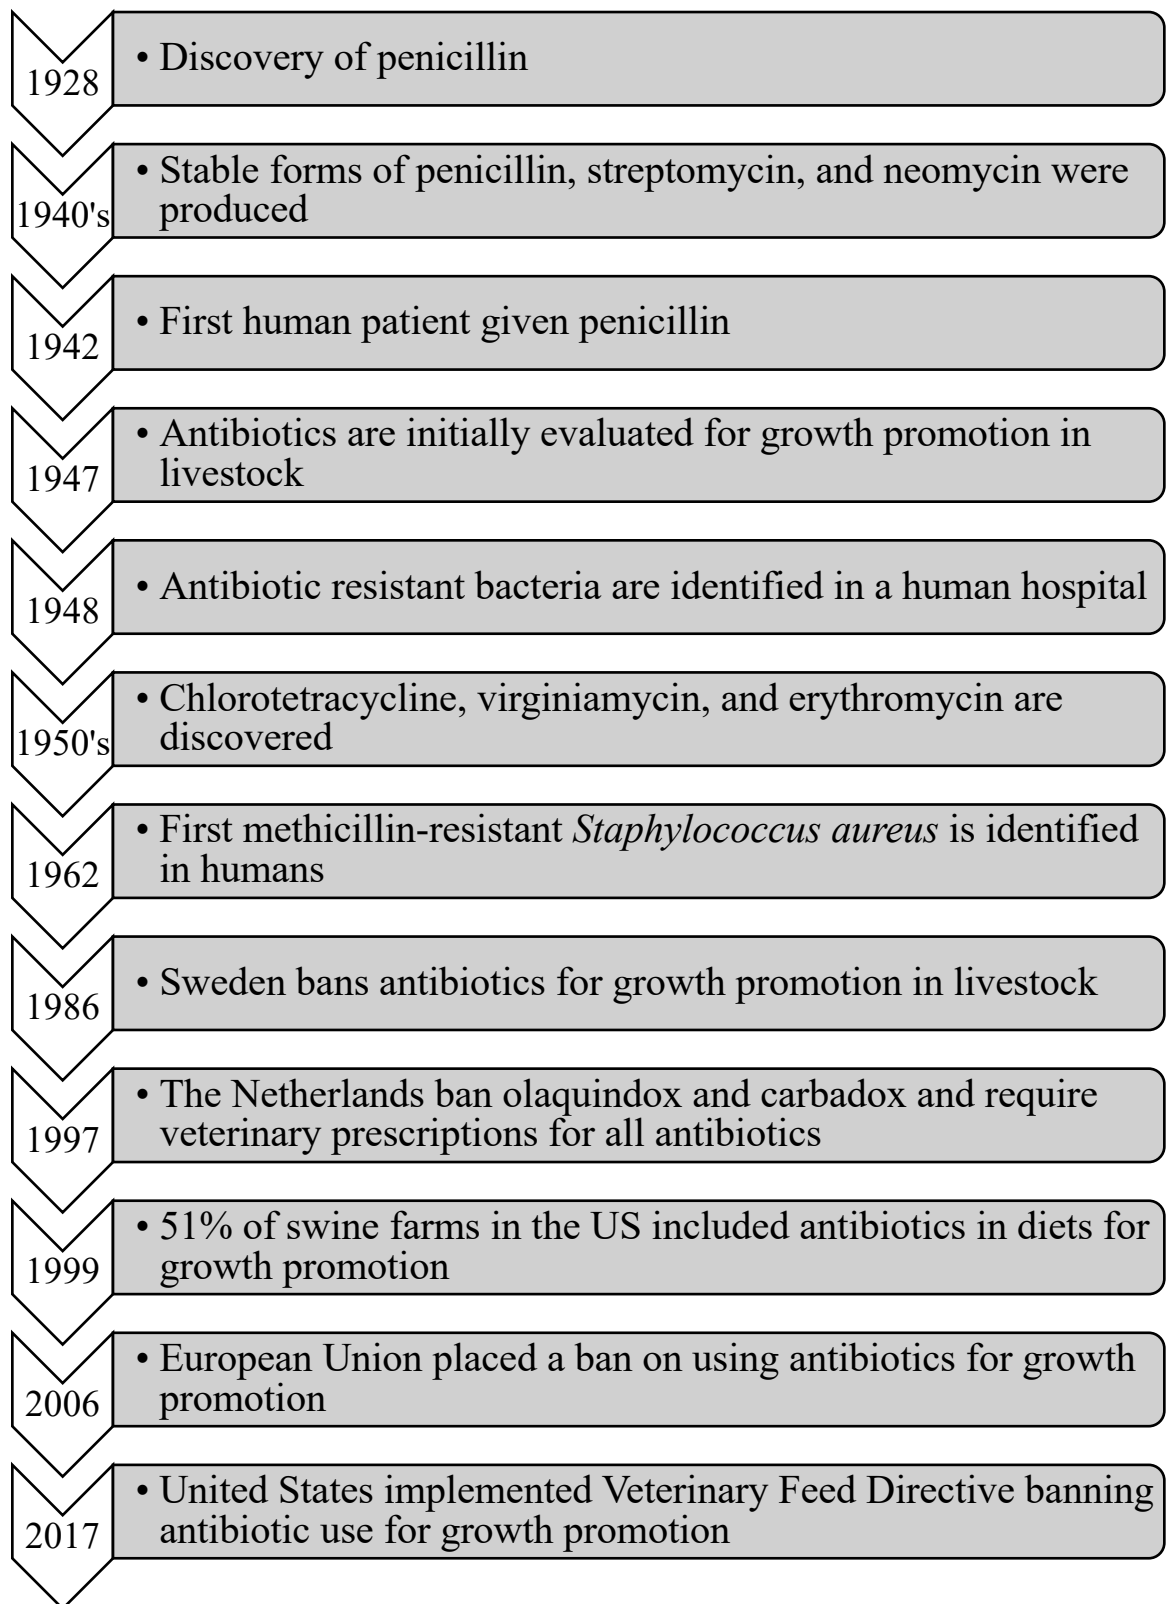 1928
• Discovery of penicillin
1940's
• Stable forms of penicillin, streptomycin, and neomycin were
produced
1942
• First human patient given penicillin
1947
• Antibiotics are initially evaluated for growth promotion in
livestock
1948
• Antibiotic resistant bacteria are identified in a human hospital
1950's
• Chlorotetracycline, virginiamycin, and erythromycin are
discovered
1962
• First methicillin-resistant Staphylococcus aureus is identified
in humans
1986
• Sweden bans antibiotics for growth promotion in livestock
1997
• The Netherlands ban olaquindox and carbadox and require
veterinary prescriptions for all antibiotics
1999
• 51% of swine farms in the US included antibiotics in diets for
growth promotion
2006
• European Union placed a ban on using antibiotics for growth
promotion
2017
• United States implemented Veterinary Feed Directive banning
antibiotic use for growth promotion